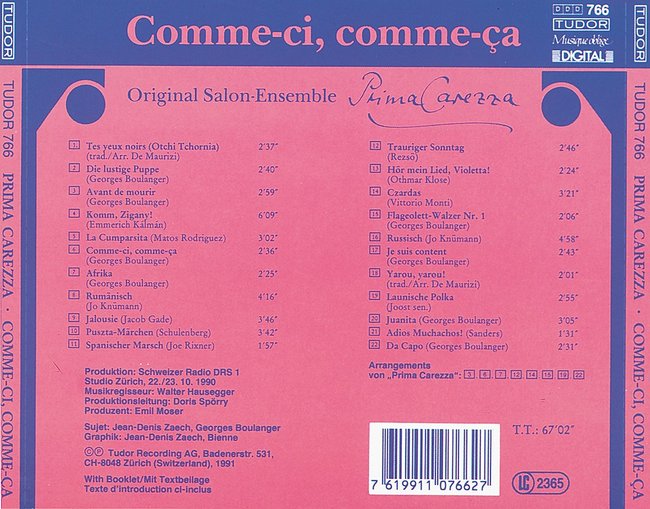 TUDOR
TUDOR 766 PRIMA CAREZZA · COMME-CI, COMME-ÇA
Comme-ci, comme-ça
DDD 766
TUDOR
Musique oblige
DIGITAL
Original Salon-Ensemble Prima Carezza
1 Tes yeux noirs (Otchi Tchornia) 2'37"
(trad./Arr. De Maurizi)
2 Die lustige Puppe 2'40"
(Georges Boulanger)
3 Avant de mourir 2'59"
(Georges Boulanger)
4 Komm, Zigany! 6'09"
(Emmerich Kálmán)
5 La Cumparsita (Matos Rodriguez) 3'02"
6 Comme-ci, comme-ça 2'36"
(Georges Boulanger)
7 Afrika 2'25"
(Georges Boulanger)
8 Rumänisch 4'16"
(Jo Knümann)
9 Jalousie (Jacob Gade) 3'46"
10 Puszta-Märchen (Schulenberg) 3'42"
11 Spanischer Marsch (Joe Rixner) 1'57"
12 Trauriger Sonntag 2'46"
(Rezsö)
13 Hör mein Lied, Violetta! 2'24"
(Othmar Klose)
14 Czardas 3'21"
(Vittorio Monti)
15 Flageolett-Walzer Nr. 1 2'06"
(Georges Boulanger)
16 Russisch (Jo Knümann) 4'58"
17 Je suis content 2'43"
(Georges Boulanger)
18 Yarou, yarou! 2'01"
(trad./Arr. De Maurizi)
19 Launische Polka 2'55"
(Joost sen.)
20 Juanita (Georges Boulanger) 3'05"
21 Adios Muchachos! (Sanders) 1'31"
22 Da Capo (Georges Boulanger) 2'31"
Arrangements
von „Prima Carezza": 3, 6, 7, 12, 14, 15, 19, 22
Produktion: Schweizer Radio DRS 1
Studio Zürich, 22./23. 10. 1990
Musikregisseur: Walter Hausegger
Produktionsleitung: Doris Spörry
Produzent: Emil Moser
Sujet: Jean-Denis Zaech, Georges Boulanger
Graphik: Jean-Denis Zaech, Bienne
©℗ Tudor Recording AG, Badenerstr. 531,
CH-8048 Zürich (Switzerland), 1991
With Booklet/Mit Textbeilage
Texte d'introduction ci-inclus
7 619911 076627
T.T.: 67'02"
LC 2365
TUDOR
TUDOR 766 PRIMA CAREZZA · COMME-CI, COMME-ÇA